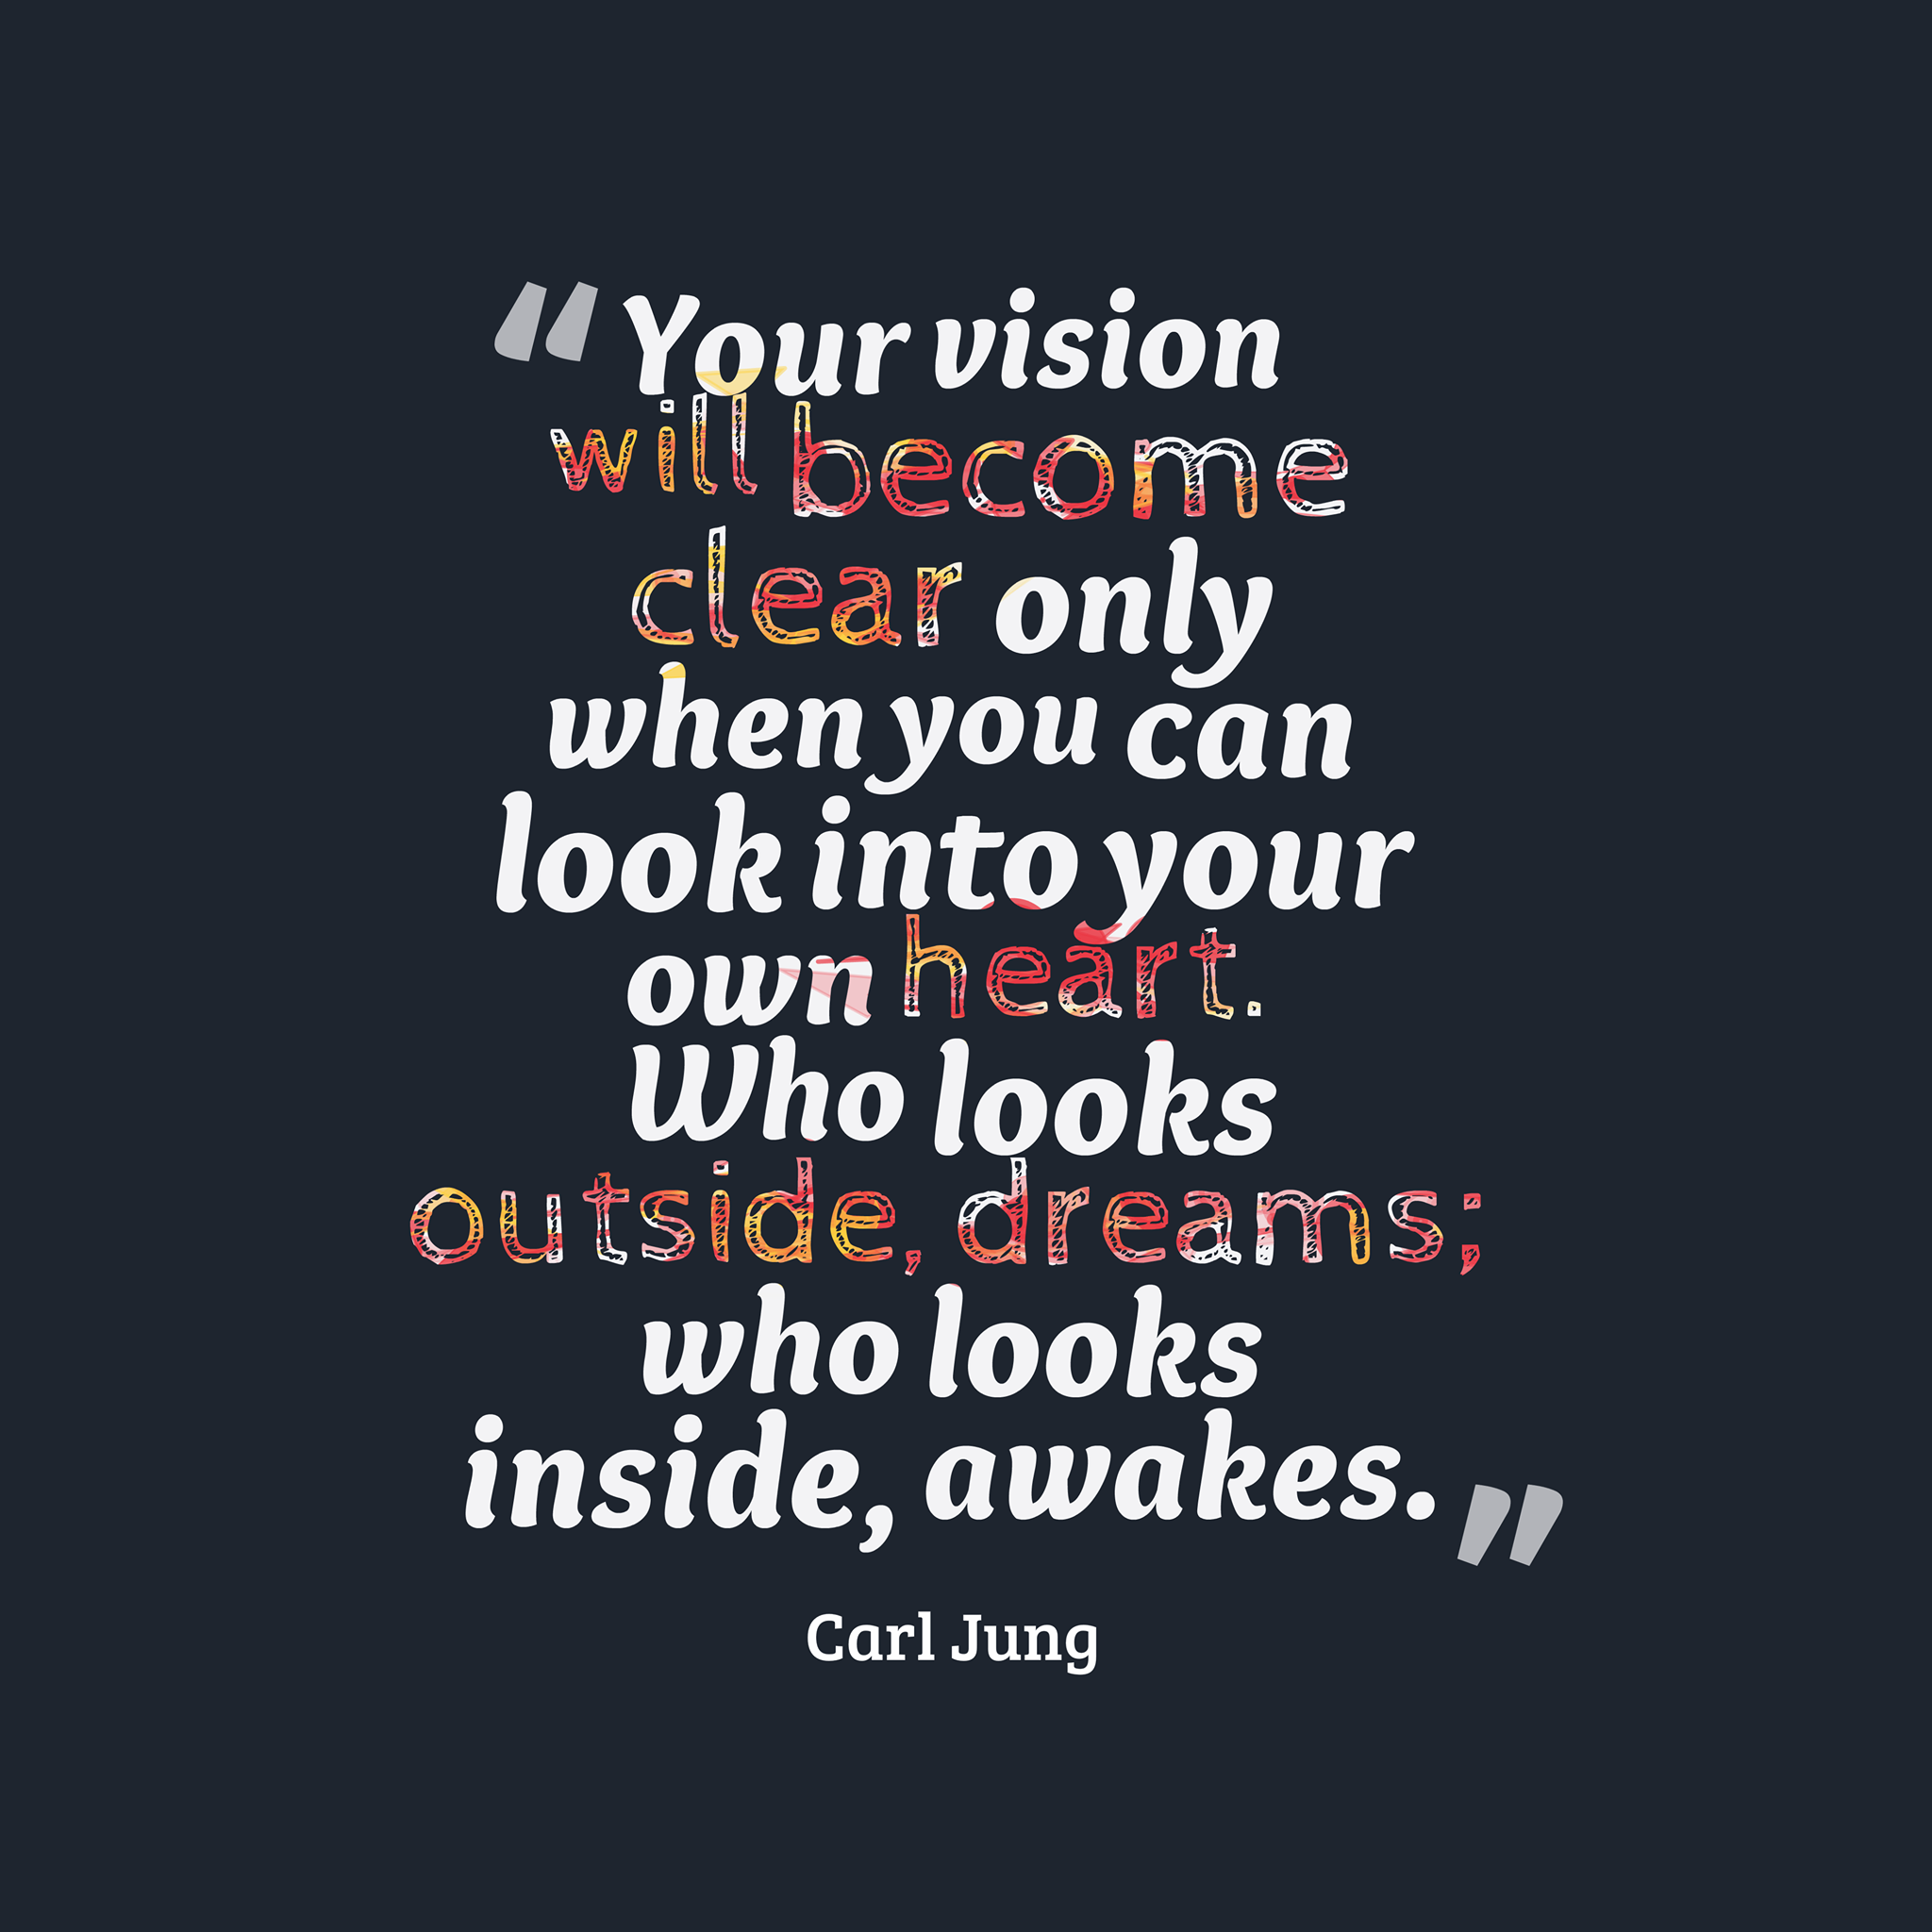 “Your vision
will become
clear only
when you can
look into your
own heart.
Who looks
outside, dreams;
who looks
inside, awakes.”
Carl Jung